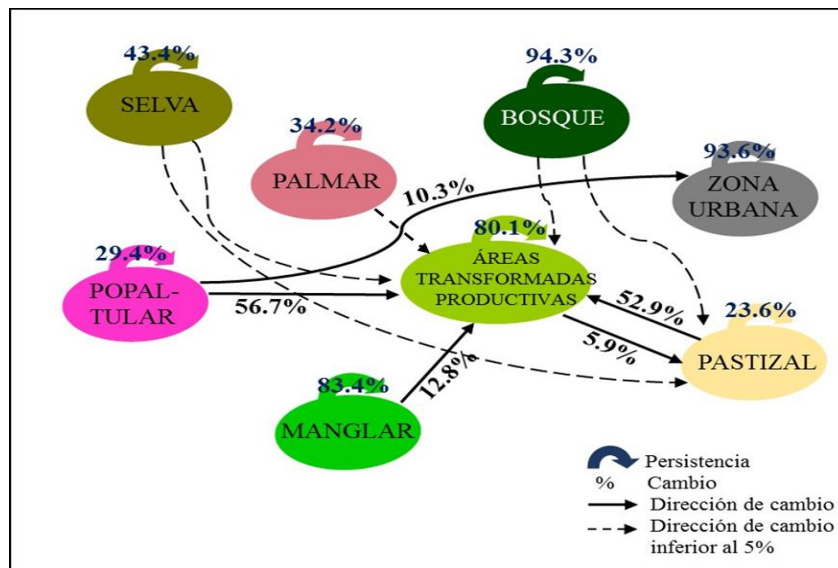 43.4%
SELVA
94.3%
BOSQUE
34.2%
PALMAR
93.6%
ZONA
URBANA
10.3%
80.1%
ÁREAS
TRANSFORMADAS
PRODUCTIVAS
29.4%
POPAL-
TULAR
56.7%
52.9%
5.9%
23.6%
PASTIZAL
12.8%
83.4%
MANGLAR
Persistencia
% Cambio
Dirección de cambio
Dirección de cambio
inferior al 5%